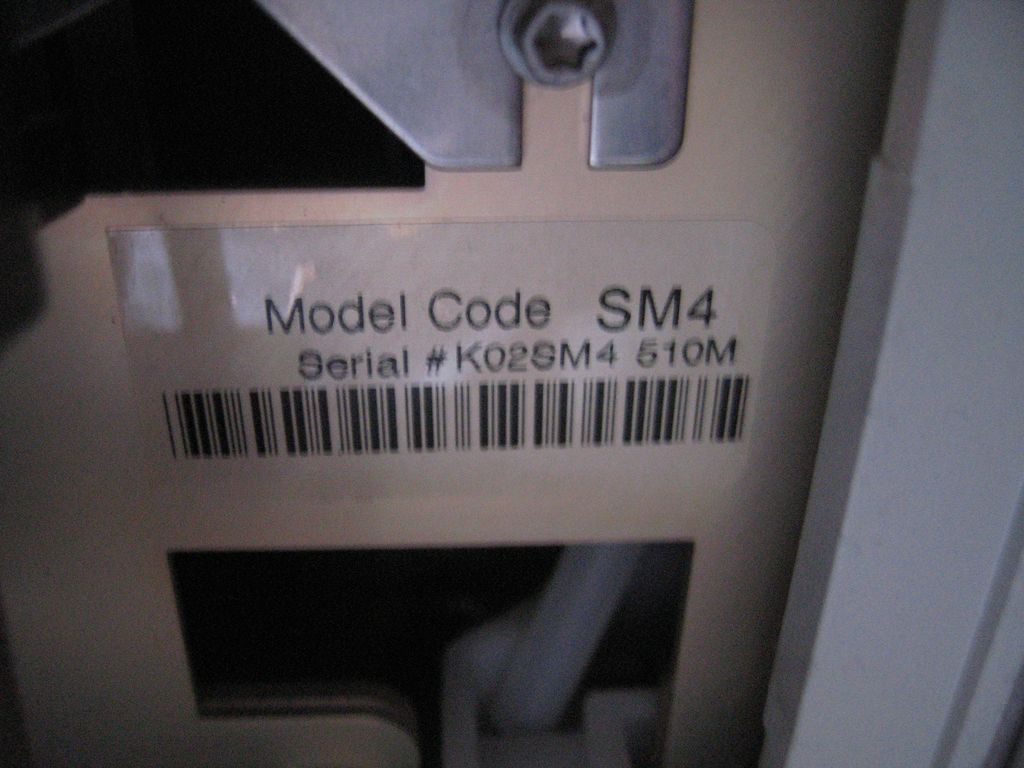 Model Code SM4
Serial # K02SM4 510M